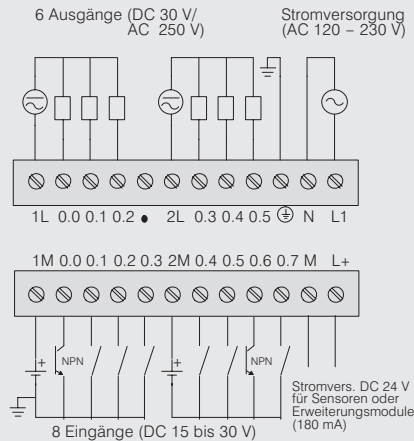 6 Ausgänge (DC 30 V/
AC 250 V)
Stromversorgung
(AC 120 – 230 V)
1L 0.0 0.1 0.2 • 2L 0.3 0.4 0.5 N L1
1M 0.0 0.1 0.2 0.3 2M 0.4 0.5 0.6 0.7 M L+
+ NPN + NPN
Stromvers. DC 24 V
für Sensoren oder
Erweiterungsmodule
(180 mA)
8 Eingänge (DC 15 bis 30 V)